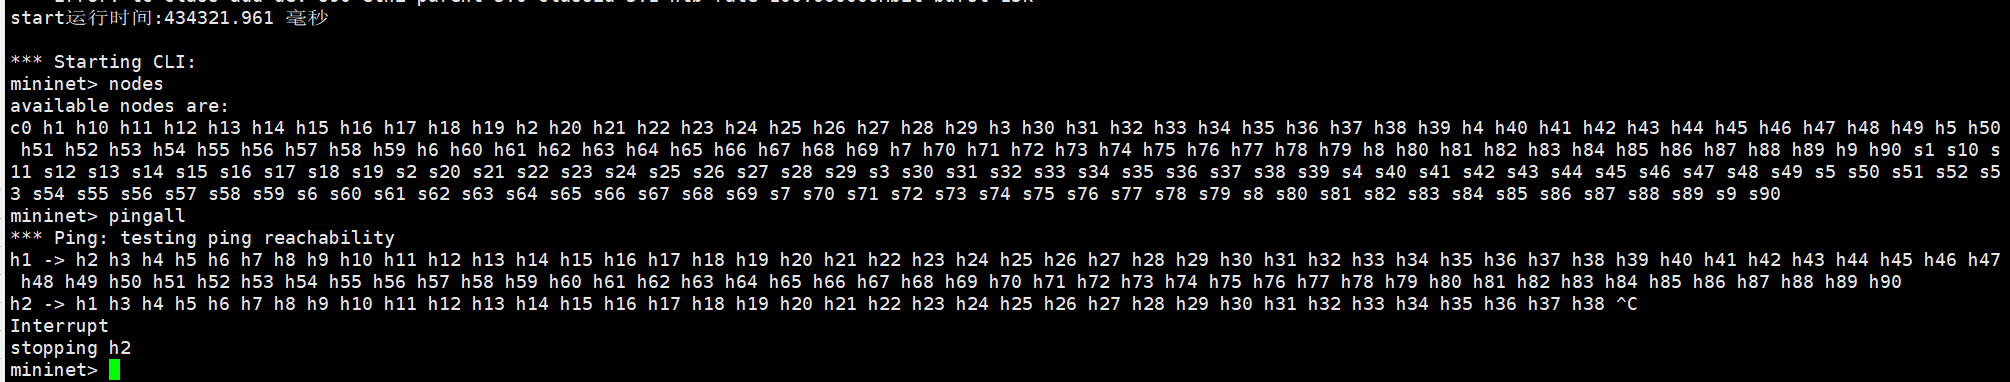 start运行时间:434321.961 毫秒
*** Starting CLI:
mininet> nodes
available nodes are:
c0 h1 h10 h11 h12 h13 h14 h15 h16 h17 h18 h19 h2 h20 h21 h22 h23 h24 h25 h26 h27 h28 h29 h3 h30 h31 h32 h33 h34 h35 h36 h37 h38 h39 h4 h40 h41 h42 h43 h44 h45 h46 h47 h48 h49 h5 h50
h51 h52 h53 h54 h55 h56 h57 h58 h59 h6 h60 h61 h62 h63 h64 h65 h66 h67 h68 h69 h7 h70 h71 h72 h73 h74 h75 h76 h77 h78 h79 h8 h80 h81 h82 h83 h84 h85 h86 h87 h88 h89 h9 h90 s1 s10 s
11 s12 s13 s14 s15 s16 s17 s18 s19 s2 s20 s21 s22 s23 s24 s25 s26 s27 s28 s29 s3 s30 s31 s32 s33 s34 s35 s36 s37 s38 s39 s4 s40 s41 s42 s43 s44 s45 s46 s47 s48 s49 s5 s50 s51 s52 s5
3 s54 s55 s56 s57 s58 s59 s6 s60 s61 s62 s63 s64 s65 s66 s67 s68 s69 s7 s70 s71 s72 s73 s74 s75 s76 s77 s78 s79 s8 s80 s81 s82 s83 s84 s85 s86 s87 s88 s89 s9 s90
mininet> pingall
*** Ping: testing ping reachability
h1 -> h2 h3 h4 h5 h6 h7 h8 h9 h10 h11 h12 h13 h14 h15 h16 h17 h18 h19 h20 h21 h22 h23 h24 h25 h26 h27 h28 h29 h30 h31 h32 h33 h34 h35 h36 h37 h38 h39 h40 h41 h42 h43 h44 h45 h46 h47
h48 h49 h50 h51 h52 h53 h54 h55 h56 h57 h58 h59 h60 h61 h62 h63 h64 h65 h66 h67 h68 h69 h70 h71 h72 h73 h74 h75 h76 h77 h78 h79 h80 h81 h82 h83 h84 h85 h86 h87 h88 h89 h90
h2 -> h1 h3 h4 h5 h6 h7 h8 h9 h10 h11 h12 h13 h14 h15 h16 h17 h18 h19 h20 h21 h22 h23 h24 h25 h26 h27 h28 h29 h30 h31 h32 h33 h34 h35 h36 h37 h38 ^C
Interrupt
stopping h2
mininet>